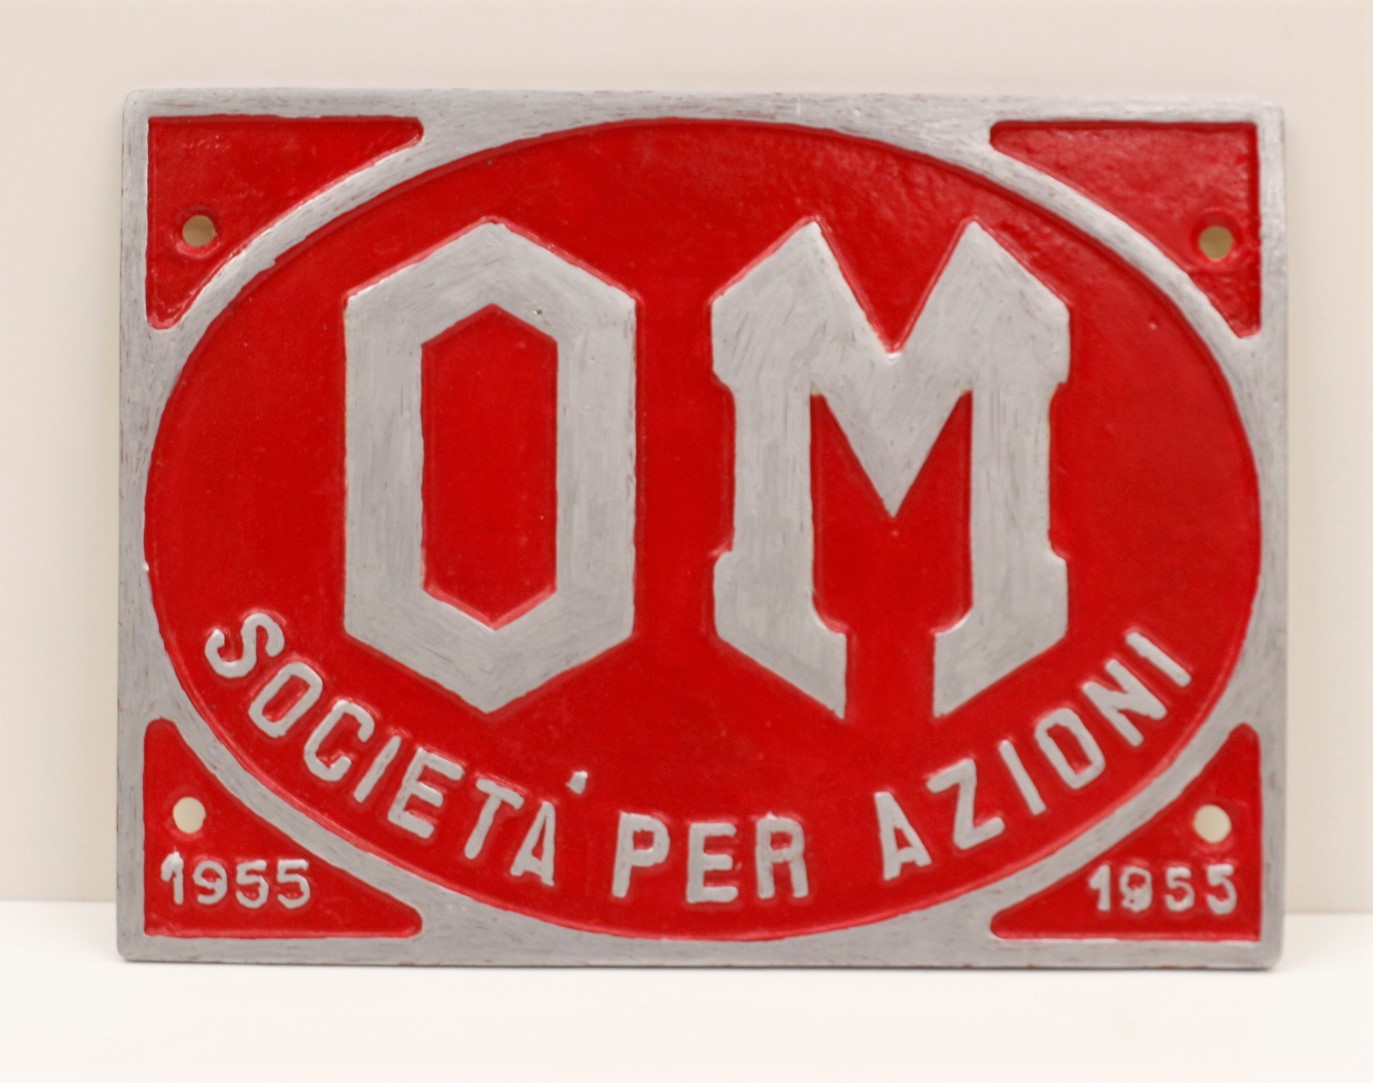 OM
SOCIETÀ PER AZIONI
1955
1955